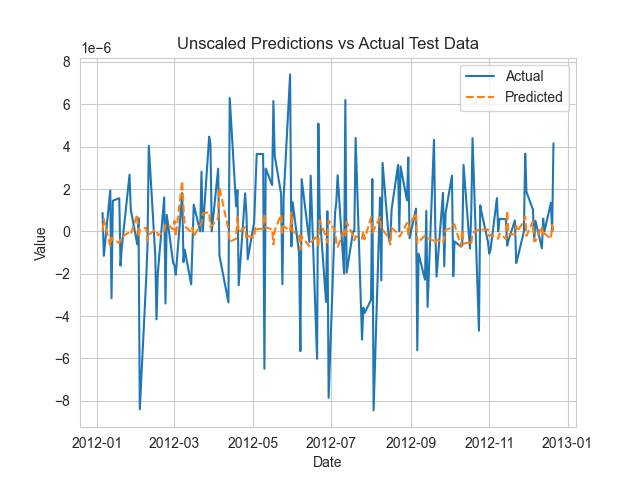 Unscaled Predictions vs Actual Test Data
1e−6
8
6
4
2
0
−2
−4
−6
−8
Value
Actual
Predicted
2012-01
2012-03
2012-05
2012-07
2012-09
2012-11
2013-01
Date